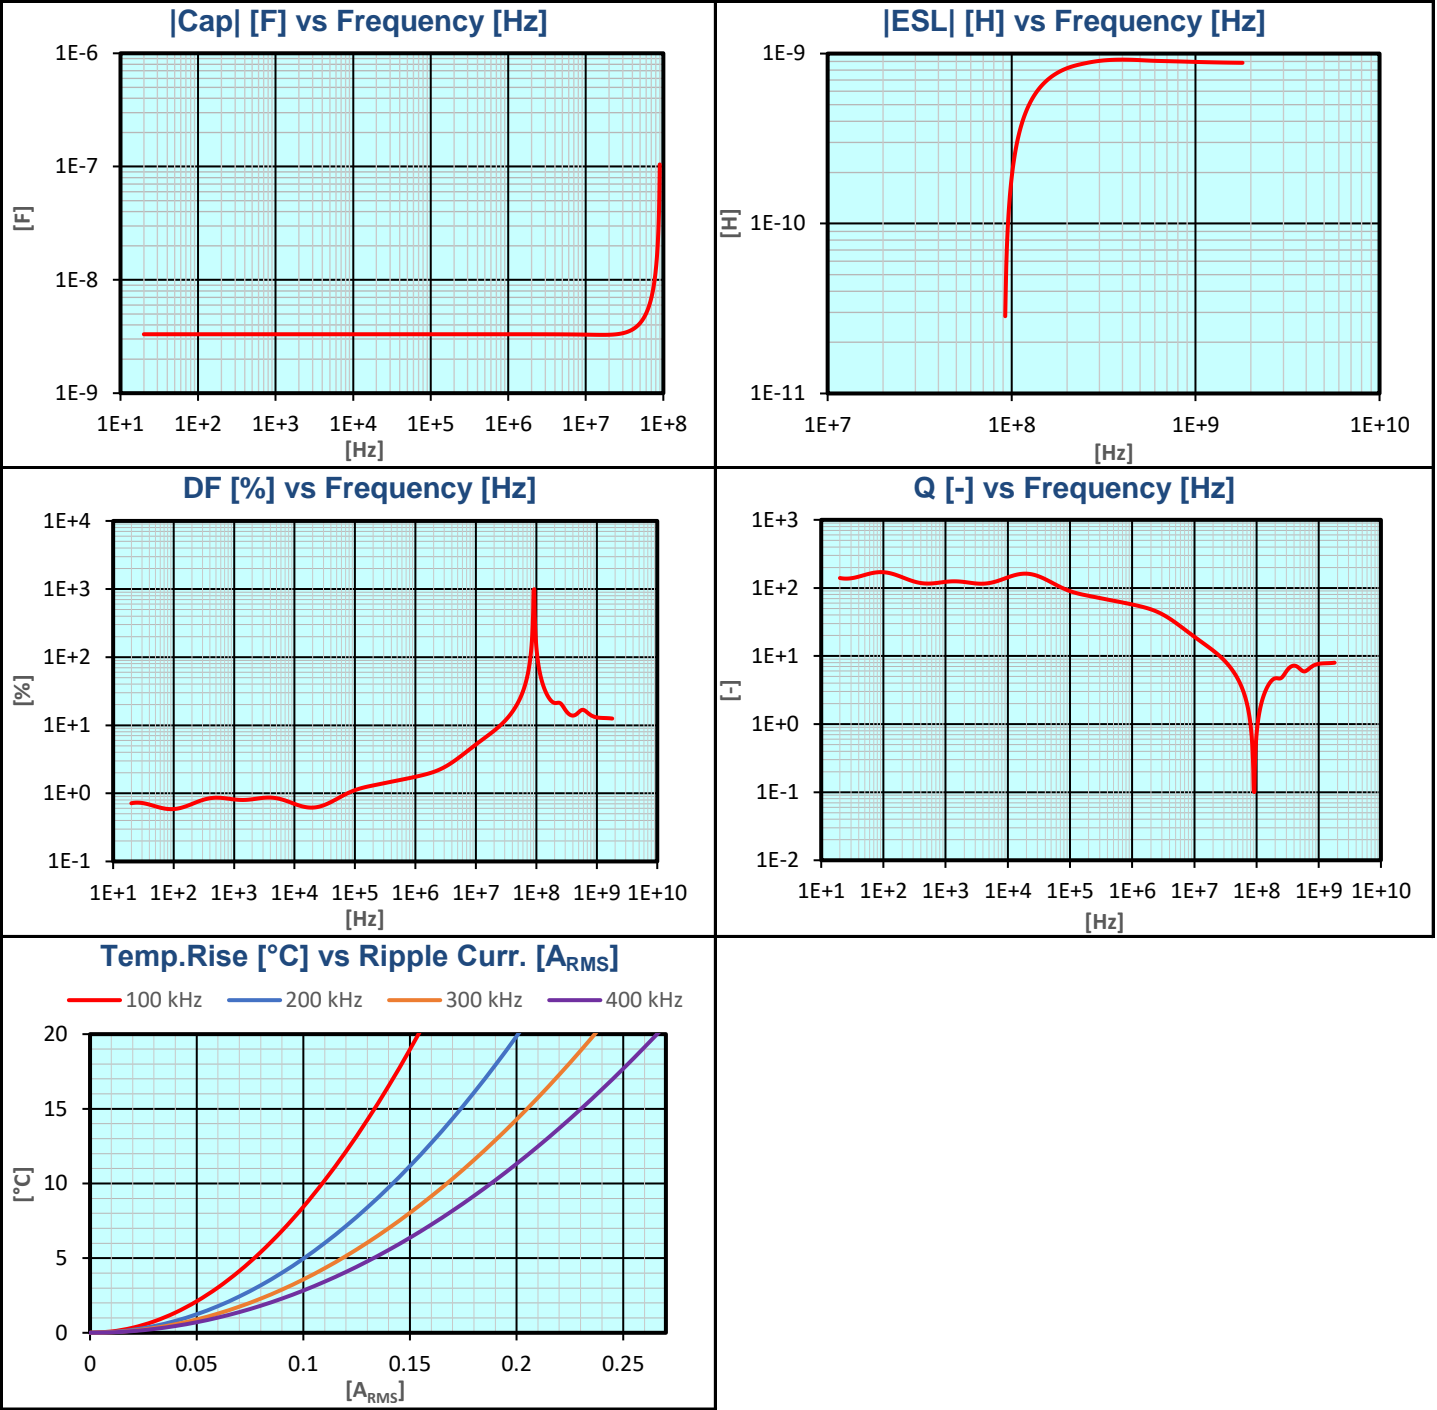 |Cap| [F] vs Frequency [Hz]
1E-6
1E-7
1E-8
1E-9
[F]
1E+1 1E+2 1E+3 1E+4 1E+5 1E+6 1E+7 1E+8
[Hz]
|ESL| [H] vs Frequency [Hz]
1E-9
1E-10
1E-11
[H]
1E+7 1E+8 1E+9 1E+10
[Hz]
DF [%] vs Frequency [Hz]
1E+4
1E+3
1E+2
1E+1
1E+0
1E-1
[%]
1E+1 1E+2 1E+3 1E+4 1E+5 1E+6 1E+7 1E+8 1E+9 1E+10
[Hz]
Q [-] vs Frequency [Hz]
1E+3
1E+2
1E+1
1E+0
1E-1
1E-2
[-]
1E+1 1E+2 1E+3 1E+4 1E+5 1E+6 1E+7 1E+8 1E+9 1E+10
[Hz]
Temp.Rise [°C] vs Ripple Curr. [ARMS]
100 kHz 200 kHz 300 kHz 400 kHz
20
15
10
5
0
[°C]
0 0.05 0.1 0.15 0.2 0.25
[ARMS]